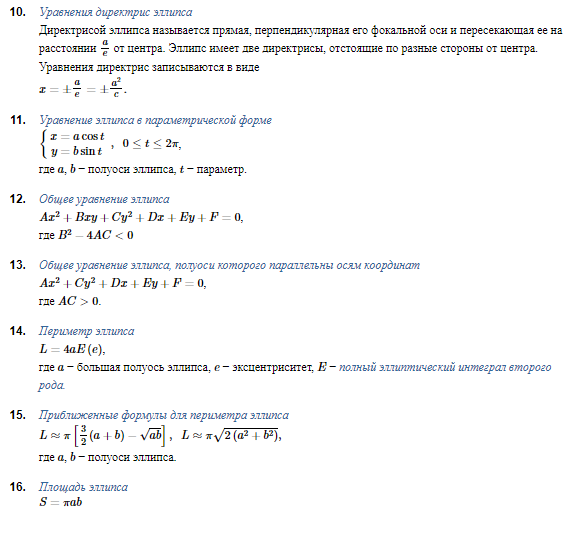 10. Уравнения директрис эллипса
Директрисой эллипса называется прямая, перпендикулярная его фокальной оси и пересекающая ее на
расстоянии a/e от центра. Эллипс имеет две директрисы, отстоящие по разные стороны от центра.
Уравнения директрис записываются в виде
x = ±a/e = ±a²/c.
11. Уравнение эллипса в параметрической форме
{ x = a cos t
y = b sin t , 0 ≤ t ≤ 2π,
где a, b − полуоси эллипса, t − параметр.
12. Общее уравнение эллипса
Ax² + Bxy + Cy² + Dx + Ey + F = 0,
где B² − 4AC < 0
13. Общее уравнение эллипса, полуоси которого параллельны осям координат
Ax² + Cy² + Dx + Ey + F = 0,
где AC > 0.
14. Периметр эллипса
L = 4aE (e),
где a − большая полуось эллипса, e − эксцентриситет, E − полный эллиптический интеграл второго
рода.
15. Приближенные формулы для периметра эллипса
L ≈ π [3/2 (a + b) − √ab] , L ≈ π√2 (a² + b²),
где a, b − полуоси эллипса.
16. Площадь эллипса
S = πab